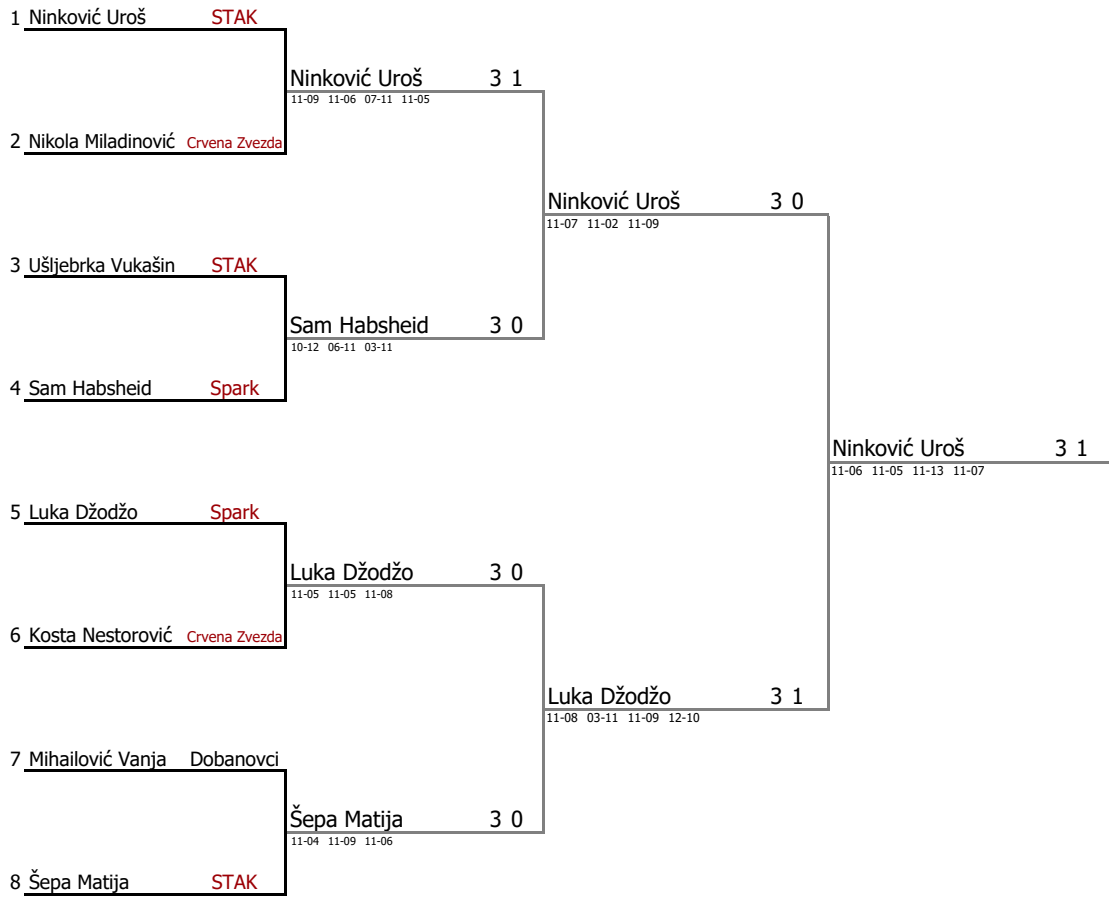 1 Ninković Uroš STAK
Ninković Uroš 3 1
11-09 11-06 07-11 11-05
2 Nikola Miladinović Crvena Zvezda
Ninković Uroš 3 0
11-07 11-02 11-09
3 Ušljebrka Vukašin STAK
Sam Habsheid 3 0
10-12 06-11 03-11
4 Sam Habsheid Spark
Ninković Uroš 3 1
11-06 11-05 11-13 11-07
5 Luka Džodžo Spark
Luka Džodžo 3 0
11-05 11-05 11-08
6 Kosta Nestorović Crvena Zvezda
Luka Džodžo 3 1
11-08 03-11 11-09 12-10
7 Mihailović Vanja Dobanovci
Šepa Matija 3 0
11-04 11-09 11-06
8 Šepa Matija STAK